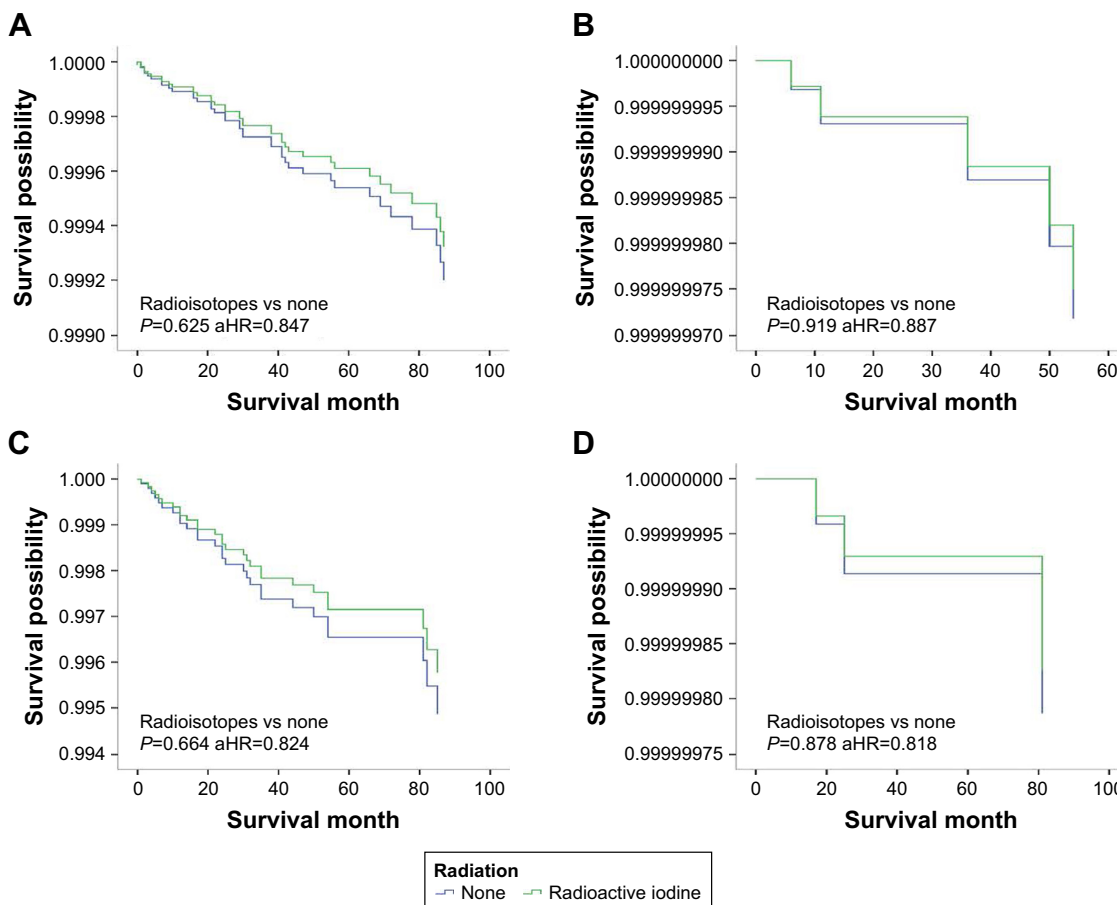 A
Survival possibility
1.0000
0.9998
0.9996
0.9994
0.9992
0.9990
Radioisotopes vs none
P=0.625 aHR=0.847
0 20 40 60 80 100
Survival month
B
Survival possibility
1.000000000
0.999999995
0.999999990
0.999999985
0.999999980
0.999999975
0.999999970
Radioisotopes vs none
P=0.919 aHR=0.887
0 10 20 30 40 50 60
Survival month
C
Survival possibility
1.000
0.999
0.998
0.997
0.996
0.995
0.994
Radioisotopes vs none
P=0.664 aHR=0.824
0 20 40 60 80 100
Survival month
D
Survival possibility
1.00000000
0.99999995
0.99999990
0.99999985
0.99999980
0.99999975
Radioisotopes vs none
P=0.878 aHR=0.818
0 20 40 60 80 100
Survival month
Radiation
None Radioactive iodine